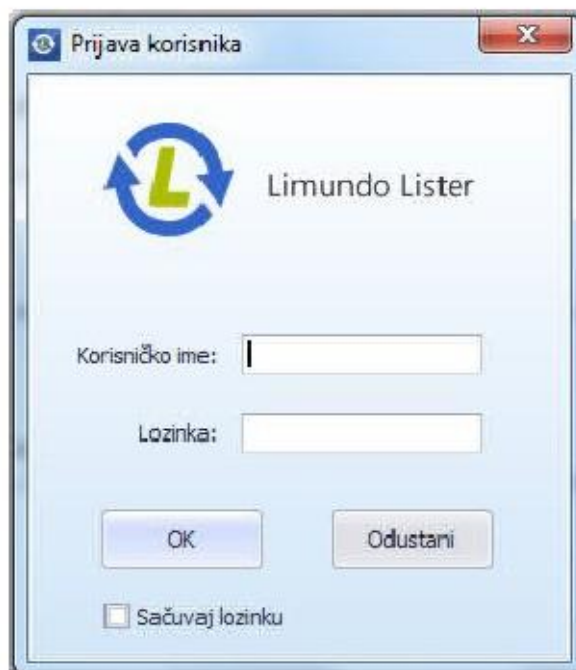 Prijava korisnika
L
Limundo Lister
Korisničko ime:
Lozinka:
OK
Odustani
Sačuvaj lozinku